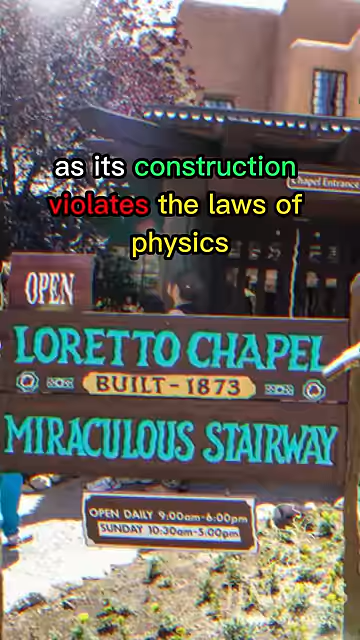 as its construction
violates the laws of
physics
Chapel Entrance
OPEN
LORETTO CHAPEL
BUILT-1873
MIRACULOUS STAIRWAY
OPEN DAILY 9:00am-6:00pm
SUNDAY 10:30am-5:00pm